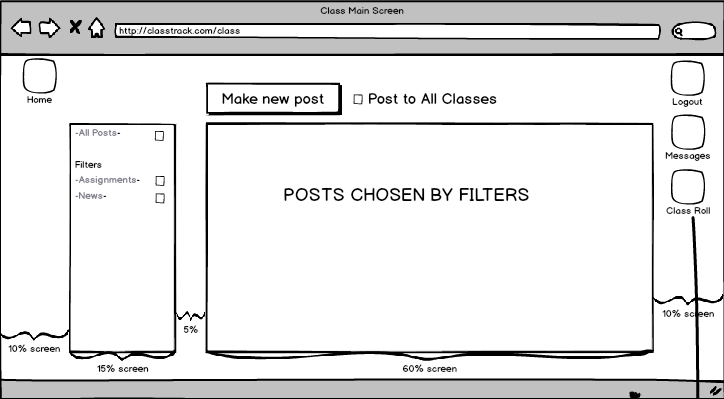 Class Main Screen
http://classtrack.com/class
Home
Make new post
Post to All Classes
Logout
Messages
Class Roll
-All Posts-
Filters
-Assignments-
-News-
POSTS CHOSEN BY FILTERS
10% screen
15% screen
5%
60% screen
10% screen